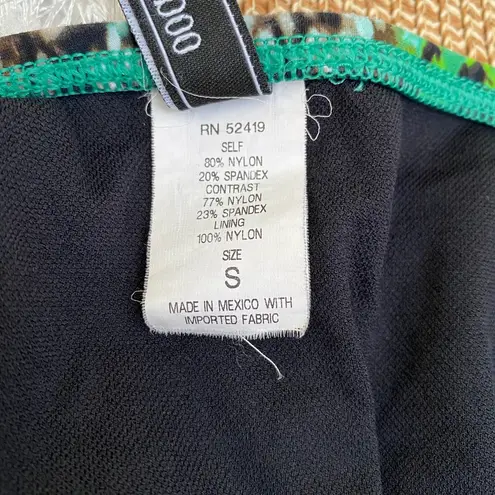 RN 52419
SELF
80% NYLON
20% SPANDEX
CONTRAST
77% NYLON
23% SPANDEX
LINING
100% NYLON
SIZE
S
MADE IN MEXICO WITH
IMPORTED FABRIC